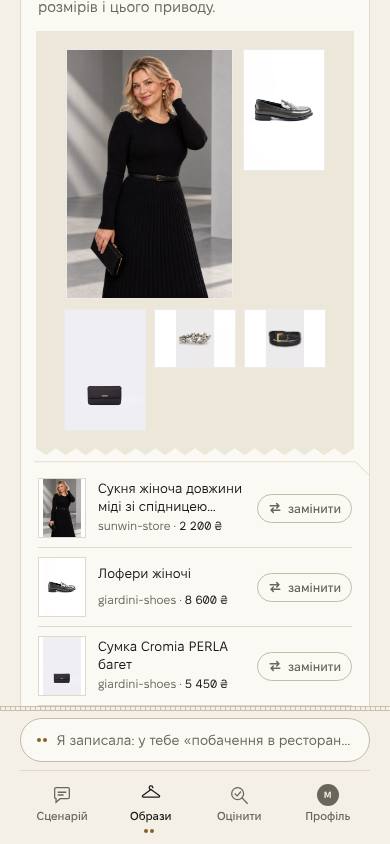 розмірів і цього приводу.
Сукня жіноча довжини
міді зі спідницею...
sunwin-store · 2 200 ₴
замінити
Лофери жіночі
giardini-shoes · 8 600 ₴
замінити
Сумка Cromia PERLA
багет
giardini-shoes · 5 450 ₴
замінити
Я записала: у тебе «побачення в ресторан...
Сценарій
Образи
Оцінити
М
Профіль